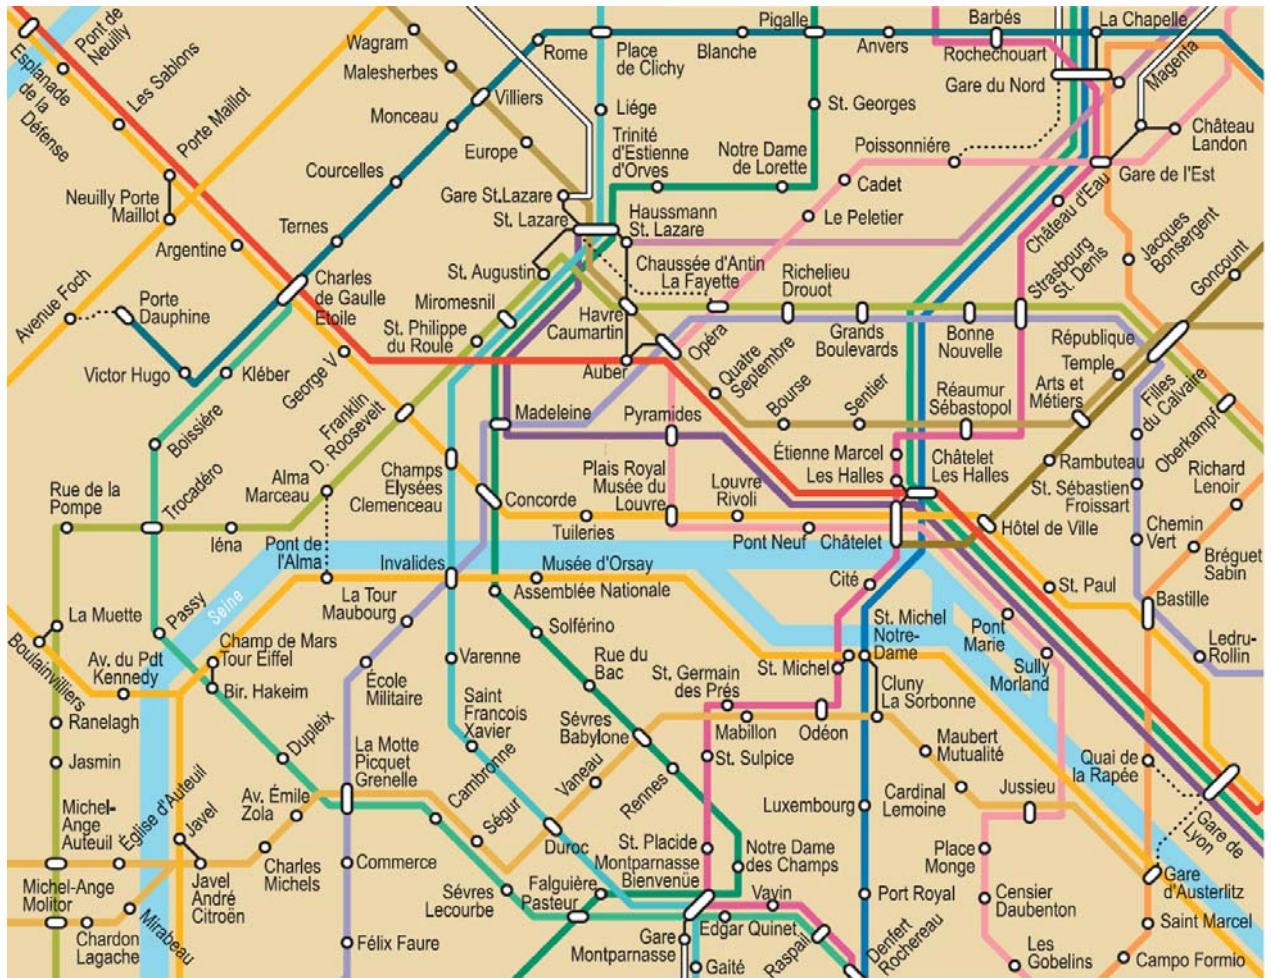 Pont de
Neuilly
Esplanade
de la
Défense
Les Sablons
Porte Maillot
Neuilly Porte
Maillot
Argentine
Avenue Foch
Porte
Dauphine
Victor Hugo
Wagram
Malesherbes
Monceau
Villiers
Europe
Courcelles
Ternes
Charles
de Gaulle
Etoile
Kléber
George V
Boissiére
Rome
Place
de Clichy
Liége
Trinité
d'Estienne
d'Orves
Gare St.Lazare
St. Lazare
Haussmann
St. Lazare
St. Augustin
Miromesnil
St. Philippe
du Roule
Blanche
Pigalle
Anvers
Barbés
Rochechouart
La Chapelle
Gare du Nord
Magenta
St. Georges
Notre Dame
de Lorette
Poissonniére
Cadet
Le Peletier
Château
Landon
Gare de l'Est
Château d'Eau
Jacques
Bonsergent
Strasbourg
St. Denis
Goncourt
Chaussée d'Antin
La Fayette
Richelieu
Drouot
Grands
Boulevards
Bonne
Nouvelle
République
Temple
Havre
Caumartin
Opéra
Auber
Quatre
Septembre
Bourse
Sentier
Réaumur
Sébastopol
Arts et
Métiers
Filles
du Calvaire
Oberkampf
Franklin
D. Roosevelt
Madeleine
Pyramides
Étienne Marcel
Les Halles
Châtelet
Les Halles
Rambuteau
St. Sébastien
Froissart
Richard
Lenoir
Rue de la
Pompe
Trocadéro
Iéna
Alma
Marceau
Champs
Elysées
Clemenceau
Concorde
Tuileries
Plais Royal
Musée du
Louvre
Louvre
Rivoli
Pont Neuf
Châtelet
Hôtel de Ville
Chemin
Vert
Bréguet
Sabin
Pont de
l'Alma
Invalides
Musée d'Orsay
Assemblée Nationale
Cité
St. Paul
Bastille
Seine
La Muette
Passy
La Tour
Maubourg
Solférino
St. Michel
Notre-
Dame
Pont
Marie
Sully
Morland
Ledru-
Rollin
Boulainvilliers
Av. du Pdt
Kennedy
Champ de Mars
Tour Eiffel
Bir. Hakeim
École
Militaire
Varenne
Rue du
Bac
St. Germain
des Prés
St. Michel
Cluny
La Sorbonne
Ranelagh
Jasmin
Dupleix
La Motte
Picquet
Grenelle
Saint
François
Xavier
Sévres
Babylone
Mabillon
Odéon
St. Sulpice
Maubert
Mutualité
Quai de
la Rapée
Michel-
Ange
Auteuil
Église d'Auteuil
Javel
Av. Émile
Zola
Cambronne
Ségur
Vaneau
Rennes
Luxembourg
Cardinal
Lemoine
Jussieu
Gare de
Lyon
Charles
Michels
Commerce
Duroc
St. Placide
Montparnasse
Bienvenüe
Notre Dame
des Champs
Place
Monge
Gare
d'Austerlitz
Michel-Ange
Molitor
Javel
André
Citroën
Sévres
Lecourbe
Falguière
Pasteur
Vavin
Port Royal
Censier
Daubenton
Saint Marcel
Chardon
Lagache
Mirabeau
Félix Faure
Gare
Montparnasse
Edgar Quinet
Gaité
Raspail
Denfert
Rochereau
Les
Gobelins
Campo Formio